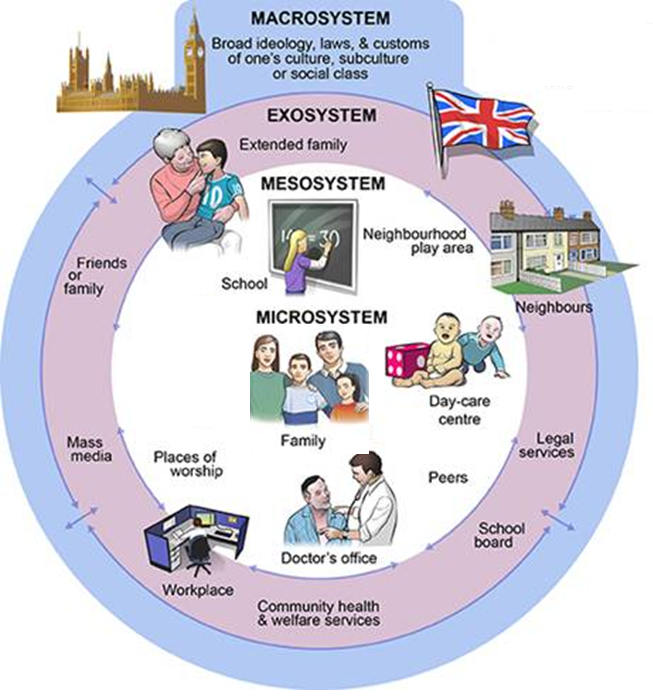 MACROSYSTEM
Broad ideology, laws, & customs
of one's culture, subculture
or social class
EXOSYSTEM
Extended family
MESOSYSTEM
Neighbourhood
play area
School
Friends
or
family
Neighbours
MICROSYSTEM
Day-care
centre
Family
Mass
media
Places of
worship
Peers
Legal
services
School
board
Doctor's office
Workplace
Community health
& welfare services